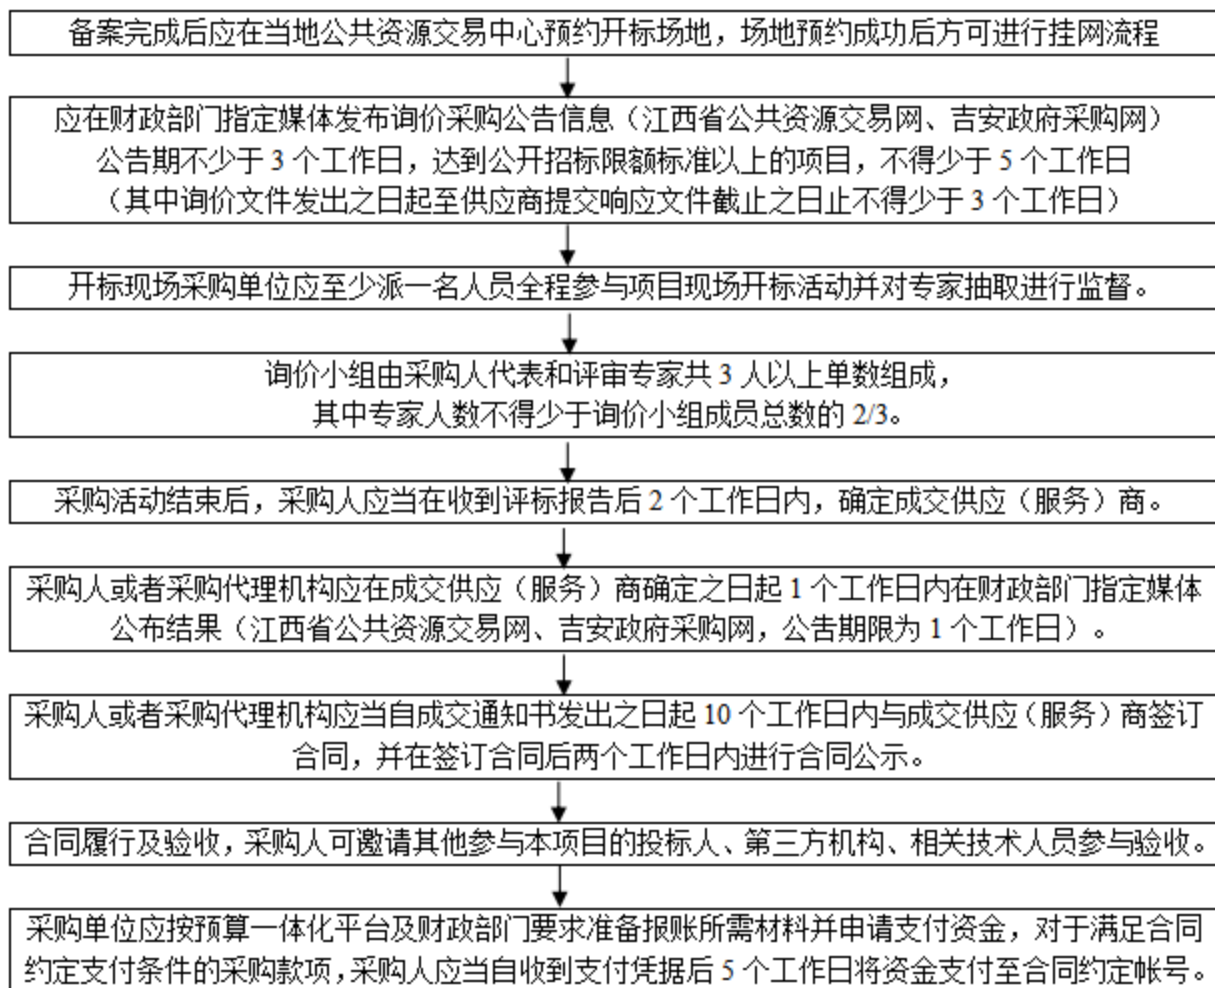 备案完成后应在当地公共资源交易中心预约开标场地，场地预约成功后方可进行挂网流程
应在财政部门指定媒体发布询价采购公告信息（江西省公共资源交易网、吉安政府采购网）
公告期不少于 3 个工作日，达到公开招标限额标准以上的项目，不得少于 5 个工作日
（其中询价文件发出之日起至供应商提交响应文件截止之日止不得少于 3 个工作日）
开标现场采购单位应至少派一名人员全程参与项目现场开标活动并对专家抽取进行监督。
询价小组由采购人代表和评审专家共 3 人以上单数组成，
其中专家人数不得少于询价小组成员总数的 2/3。
采购活动结束后，采购人应当在收到评标报告后 2 个工作日内，确定成交供应（服务）商。
采购人或者采购代理机构应在成交供应（服务）商确定之日起 1 个工作日内在财政部门指定媒体
公布结果（江西省公共资源交易网、吉安政府采购网，公告期限为 1 个工作日）。
采购人或者采购代理机构应当自成交通知书发出之日起 10 个工作日内与成交供应（服务）商签订
合同，并在签订合同后两个工作日内进行合同公示。
合同履行及验收，采购人可邀请其他参与本项目的投标人、第三方机构、相关技术人员参与验收。
采购单位应按预算一体化平台及财政部门要求准备报账所需材料并申请支付资金，对于满足合同
约定支付条件的采购款项，采购人应当自收到支付凭据后 5 个工作日将资金支付至合同约定帐号。